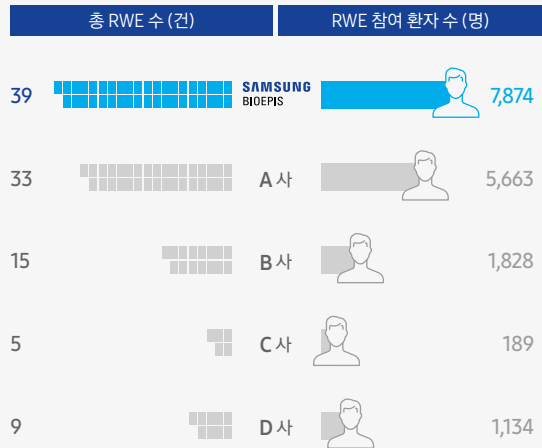 총 RWE 수 (건) RWE 참여 환자 수 (명)
39 SAMSUNG BIOEPIS 7,874
33 A 사 5,663
15 B 사 1,828
5 C 사 189
9 D 사 1,134